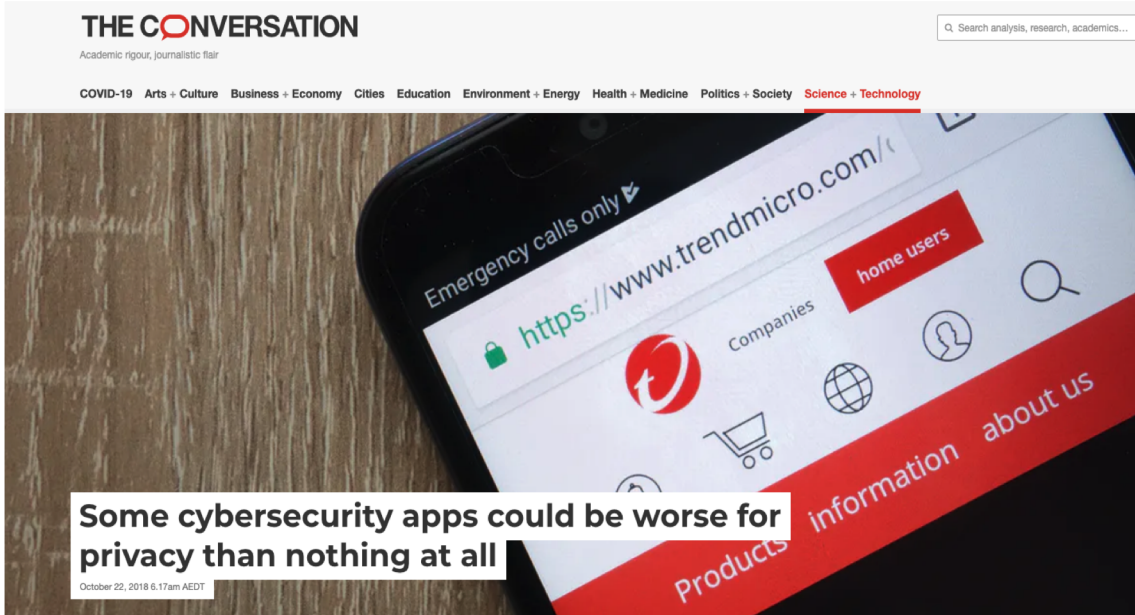 THE CONVERSATION
Search analysis, research, academics...
Academic rigour, journalistic flair
COVID-19 Arts + Culture Business + Economy Cities Education Environment + Energy Health + Medicine Politics + Society Science + Technology
Emergency calls only
https://www.trendmicro.com/
Companies
home users
Products information about us
Some cybersecurity apps could be worse for
privacy than nothing at all
October 22, 2018 6.17am AEDT